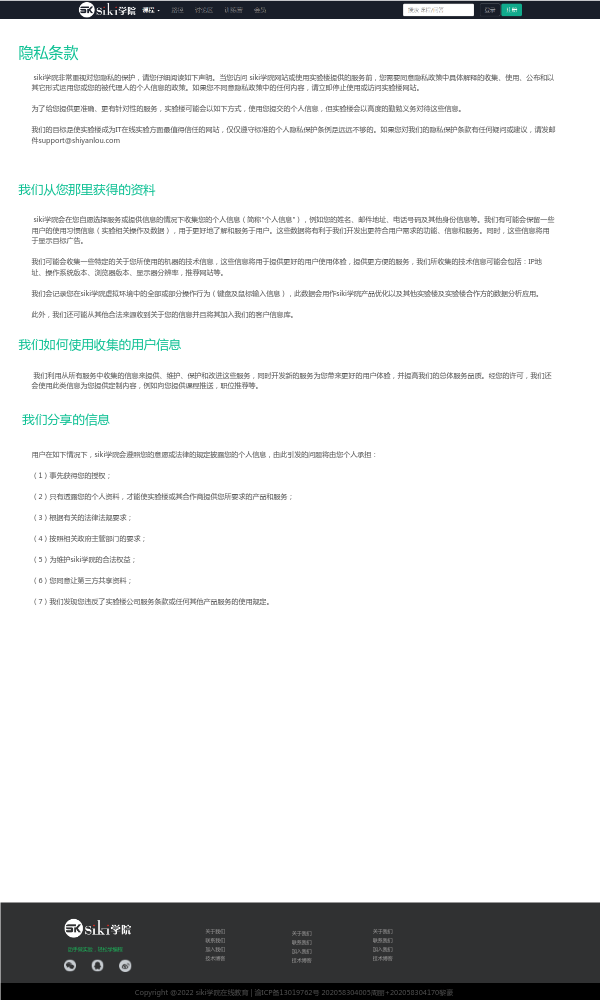 SK siki学院 课程 训练营 会员 登录 注册
隐私条款
siki学院非常重视对您隐私的保护，请您仔细阅读如下声明。当您访问 siki学院网站或使用实验楼提供的服务前，您需要同意隐私政策中具体解释的收集、使用、公布和以
其它形式运用您或您的被代理人的个人信息的政策。如果您不同意隐私政策中的任何内容，请立即停止使用或访问实验楼网站。
为了给您提供更准确、更有针对性的服务，实验楼可能会以如下方式，使用您提交的个人信息，但实验楼会以高度的勤勉义务对待这些信息。
我们的目标是使实验楼成为IT在线实验方面最值得信任的网站，仅仅遵守标准的个人隐私保护条例是远远不够的。如果您对我们的隐私保护条款有任何疑问或建议，请发邮
件support@shiyanlou.com
我们从您那里获得的资料
siki学院会在您自愿选择服务或提供信息的情况下收集您的个人信息（简称"个人信息"），例如您的姓名、邮件地址、电话号码及其他身份信息等。我们有可能会保留一些
用户的使用习惯信息（实验相关操作及数据），用于更好地了解和服务于用户。这些数据将有利于我们开发出更符合用户需求的功能、信息和服务。同时，这些信息将用
于显示目标广告。
我们可能会收集一些特定的关于您所使用的机器的技术信息，这些信息将用于提供更好的用户使用体验，提供更方便的服务，我们所收集的技术信息可能会包括：IP地
址、操作系统版本、浏览器版本、显示器分辨率，推荐网站等。
我们会记录您在siki学院虚拟环境中的全部或部分操作行为（键盘及鼠标输入信息），此数据会用作siki学院产品优化以及其他实验楼及实验楼合作方的数据分析应用。
此外，我们还可能从其他合法来源收到关于您的信息并且将其加入我们的客户信息库。
我们如何使用收集的用户信息
我们利用从所有服务中收集的信息来提供、维护、保护和改进这些服务，同时开发新的服务为您带来更好的用户体验，并提高我们的总体服务品质。经您的许可，我们还
会使用此类信息为您提供定制内容，例如向您提供课程推送，职位推荐等。
我们分享的信息
用户在如下情况下，siki学院会遵照您的意愿或法律的规定披露您的个人信息，由此引发的问题将由您个人承担：
（1）事先获得您的授权；
（2）只有透露您的个人资料，才能使实验楼或其合作商提供您所要求的产品和服务；
（3）根据有关的法律法规要求；
（4）按照相关政府主管部门的要求；
（5）为维护siki学院的合法权益；
（6）您同意让第三方共享资料；
（7）我们发现您违反了实验楼公司服务条款或任何其他产品服务的使用规定。
SK siki学院
关于我们 关于我们 关于我们
联系我们 联系我们 联系我们
加入我们 加入我们 加入我们
技术博客 技术博客 技术博客
Copyright @2022 siki学院在线教育 | 渝ICP备13019762号